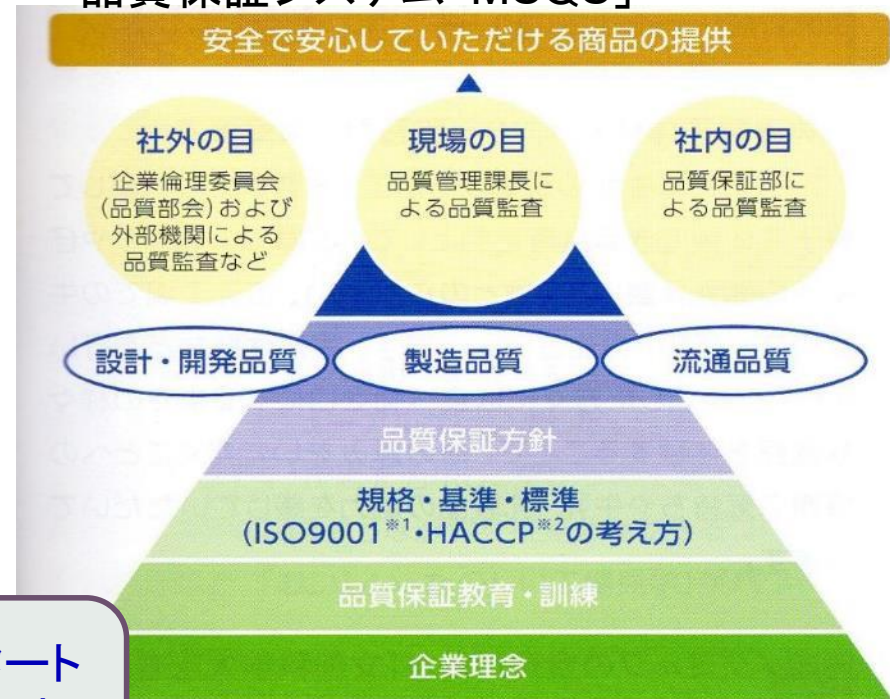 品質保証システム MSQS」
安全で安心していただける商品の提供
社外の目
企業倫理委員会
(品質部会)および
外部機関による
品質監査など
現場の目
品質管理課長に
よる品質監査
社内の目
品質保証部に
よる品質監査
設計・開発品質
製造品質
流通品質
品質保証方針
規格・基準・標準
(ISO9001※1・HACCP※2の考え方)
品質保証教育・訓練
企業理念